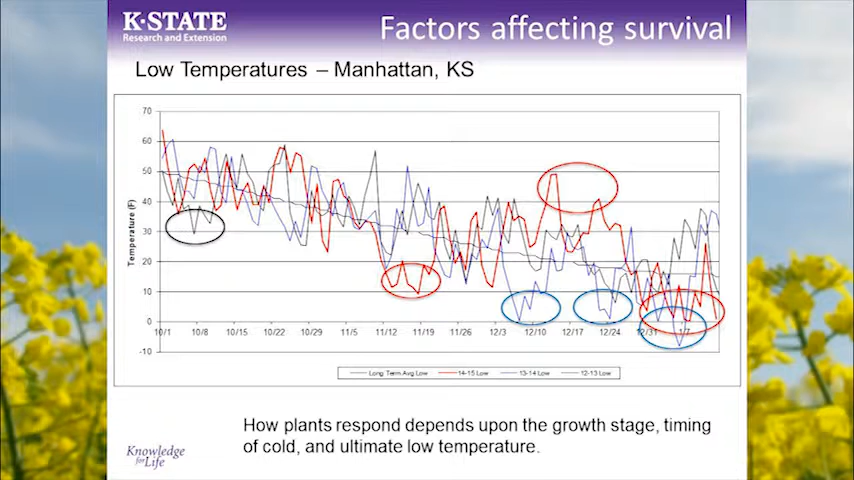 K·STATE
Research and Extension
Factors affecting survival
Low Temperatures – Manhattan, KS
70
60
50
40
30
20
10
0
-10
Temperature (F)
10/1 10/8 10/15 10/22 10/29 11/5 11/12 11/19 11/26 12/3 12/10 12/17 12/24 12/31 1/7
Long Term Avg Low 14-15 Low 13-14 Low 12-13 Low
How plants respond depends upon the growth stage, timing
of cold, and ultimate low temperature.
Knowledge
for Life